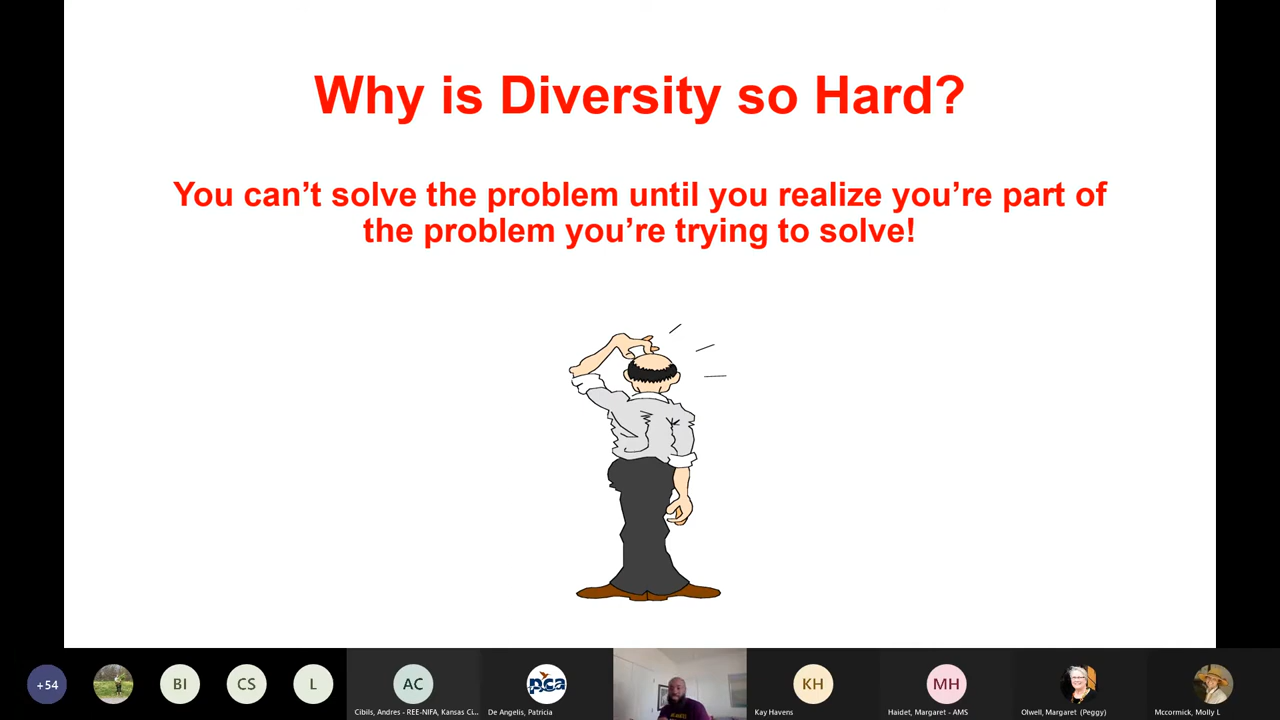 Why is Diversity so Hard?
You can't solve the problem until you realize you're part of
the problem you're trying to solve!
+54
BI
CS
L
AC
pca
KH
MH
Cibils, Andres - REE-NIFA, Kansas Ci...
De Angelis, Patricia
Kay Havens
Haidet, Margaret - AMS
Olwell, Margaret (Peggy)
Mccormick, Molly L